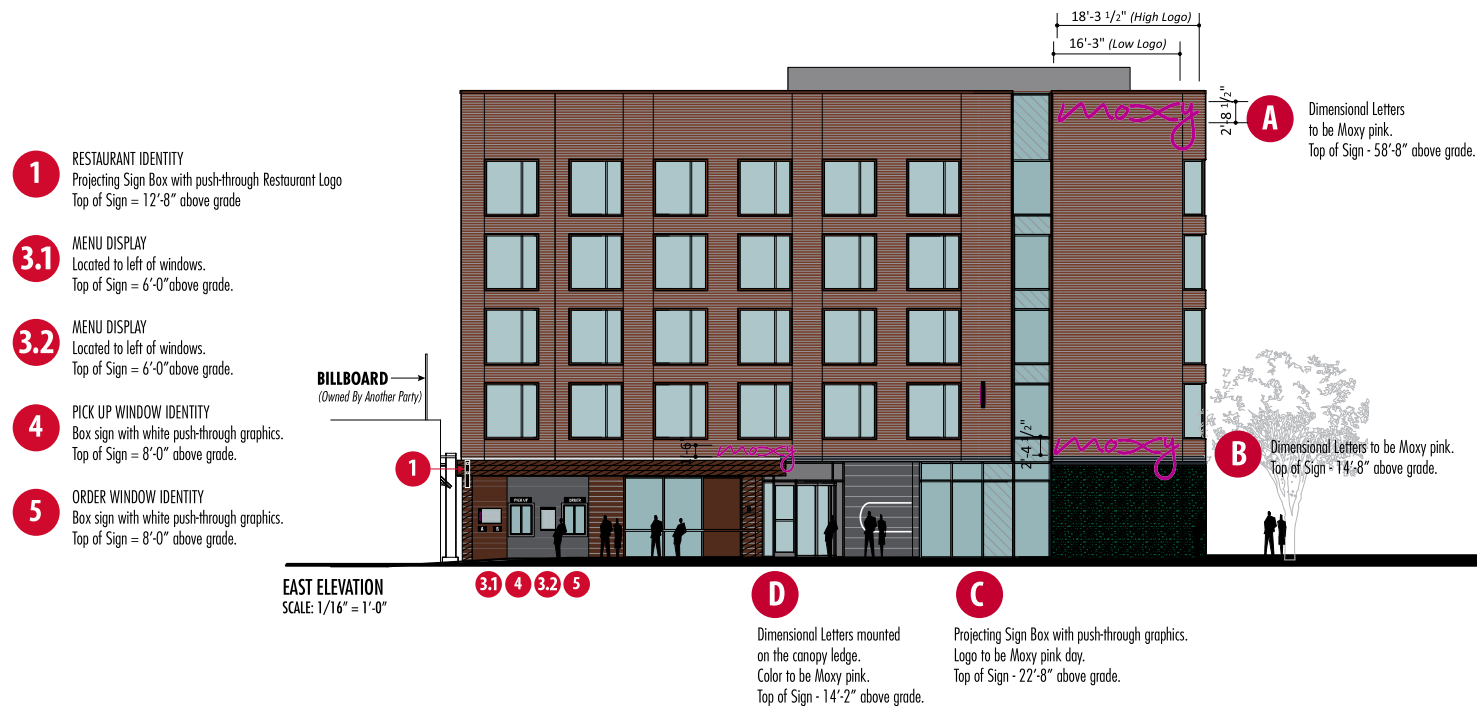 18'-3 1/2" (High Logo)
16'-3" (Low Logo)
moxy
2'-8 1/2"
A
Dimensional Letters
to be Moxy pink.
Top of Sign - 58'-8" above grade.
1
RESTAURANT IDENTITY
Projecting Sign Box with push-through Restaurant Logo
Top of Sign = 12'-8" above grade
3.1
MENU DISPLAY
Located to left of windows.
Top of Sign = 6'-0"above grade.
3.2
MENU DISPLAY
Located to left of windows.
Top of Sign = 6'-0"above grade.
4
PICK UP WINDOW IDENTITY
Box sign with white push-through graphics.
Top of Sign = 8'-0" above grade.
5
ORDER WINDOW IDENTITY
Box sign with white push-through graphics.
Top of Sign = 8'-0" above grade.
BILLBOARD
(Owned By Another Party)
1
moxy
2'-4 1/2"
moxy
B
Dimensional Letters to be Moxy pink.
Top of Sign - 14'-8" above grade.
PICK UP
ORDER
EAST ELEVATION
SCALE: 1/16" = 1'-0"
3.1
4
3.2
5
D
Dimensional Letters mounted
on the canopy ledge.
Color to be Moxy pink.
Top of Sign - 14'-2" above grade.
C
Projecting Sign Box with push-through graphics.
Logo to be Moxy pink day.
Top of Sign - 22'-8" above grade.